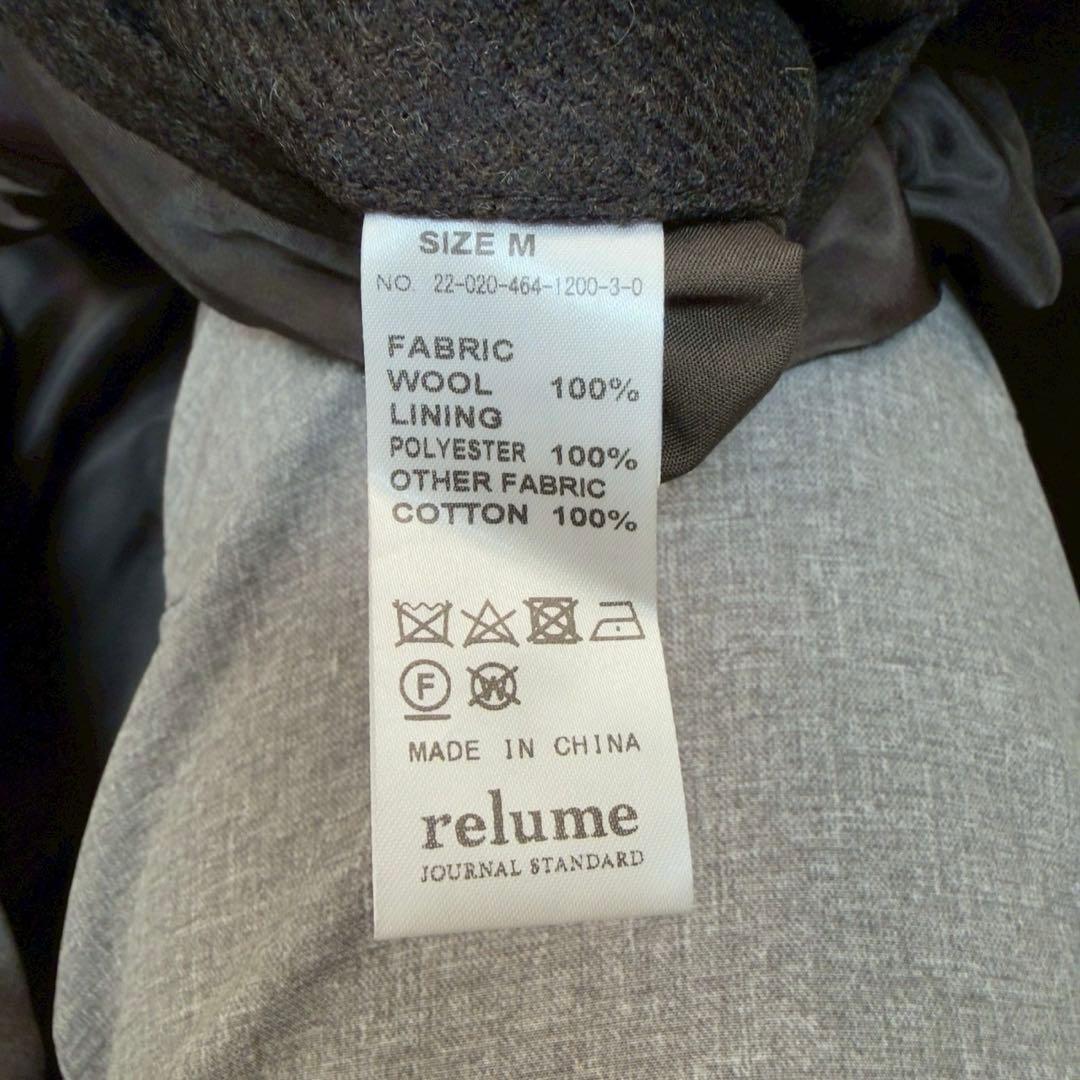 SIZE M
NO 22-020-464-1200-3-0
FABRIC
WOOL 100%
LINING
POLYESTER 100%
OTHER FABRIC
COTTON 100%
F W
MADE IN CHINA
relume
JOURNAL STANDARD